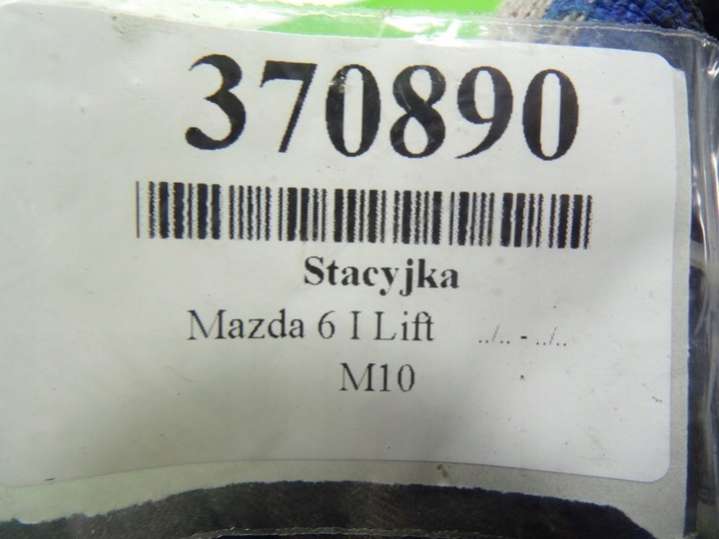 370890
Stacyjka
Mazda 6 I Lift ../.. - ../..
M10